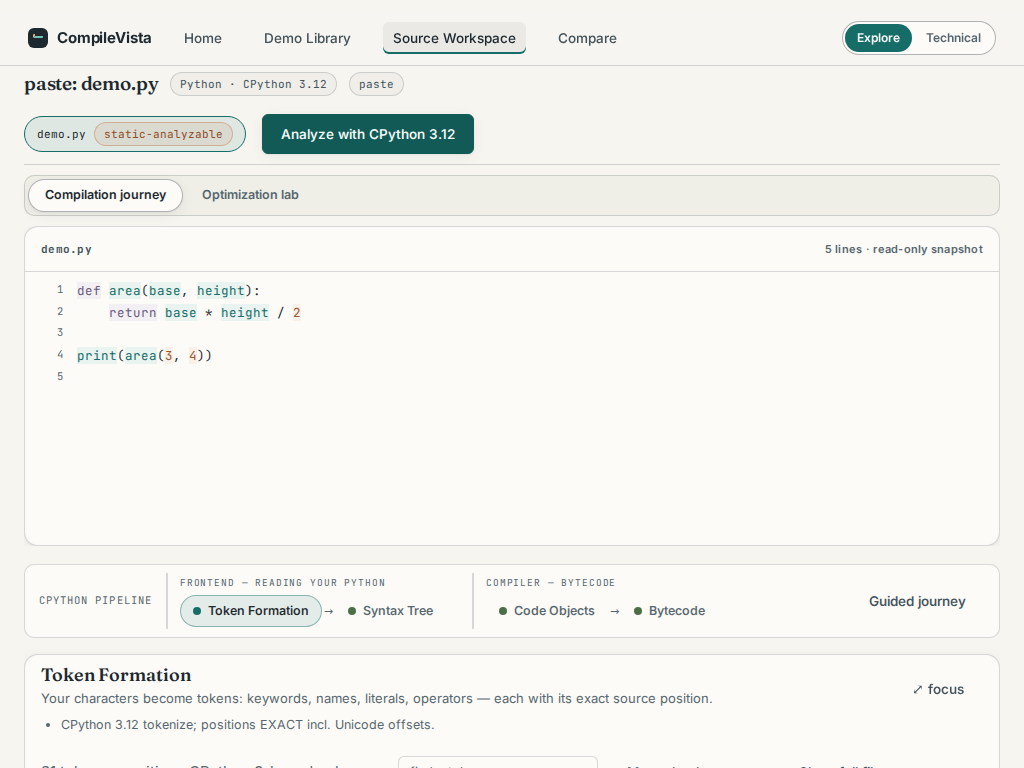 CompileVista Home Demo Library Source Workspace Compare Explore Technical
paste: demo.py Python · CPython 3.12 paste
demo.py static-analyzable Analyze with CPython 3.12
Compilation journey Optimization lab
demo.py 5 lines · read-only snapshot
1 def area(base, height):
2     return base * height / 2
3
4 print(area(3, 4))
5
FRONTEND — READING YOUR PYTHON COMPILER — BYTECODE
CPYTHON PIPELINE Token Formation → Syntax Tree Code Objects → Bytecode Guided journey
Token Formation
⤢ focus
Your characters become tokens: keywords, names, literals, operators — each with its exact source position.
• CPython 3.12 tokenize; positions EXACT incl. Unicode offsets.